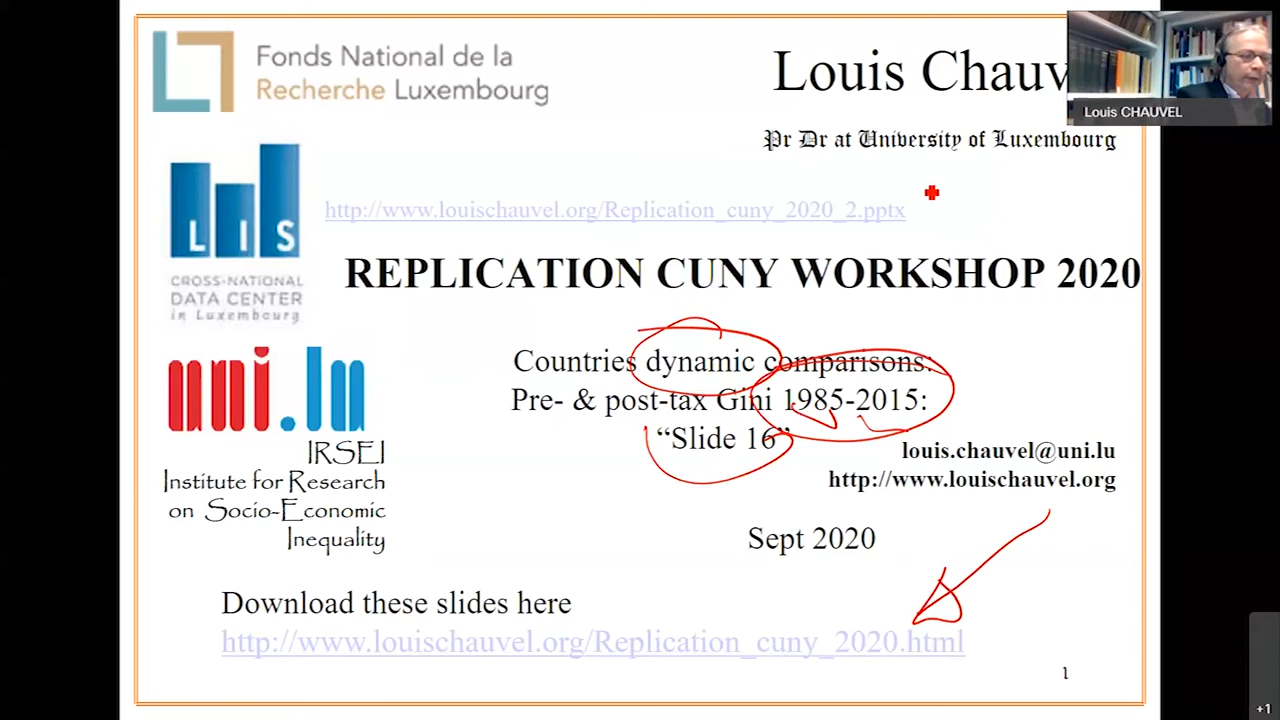 Fonds National de la
Recherche Luxembourg
Louis Chauv
Louis CHAUVEL
Pr Dr at University of Luxembourg
http://www.louischauvel.org/Replication_cuny_2020_2.pptx
LIS
CROSS-NATIONAL
DATA CENTER
in Luxembourg
REPLICATION CUNY WORKSHOP 2020
uni.lu
Countries dynamic comparisons:
Pre- & post-tax Gini 1985-2015:
“Slide 16”
IRSEI
Institute for Research
on Socio-Economic
Inequality
louis.chauvel@uni.lu
http://www.louischauvel.org
Sept 2020
Download these slides here
http://www.louischauvel.org/Replication_cuny_2020.html
1
+1